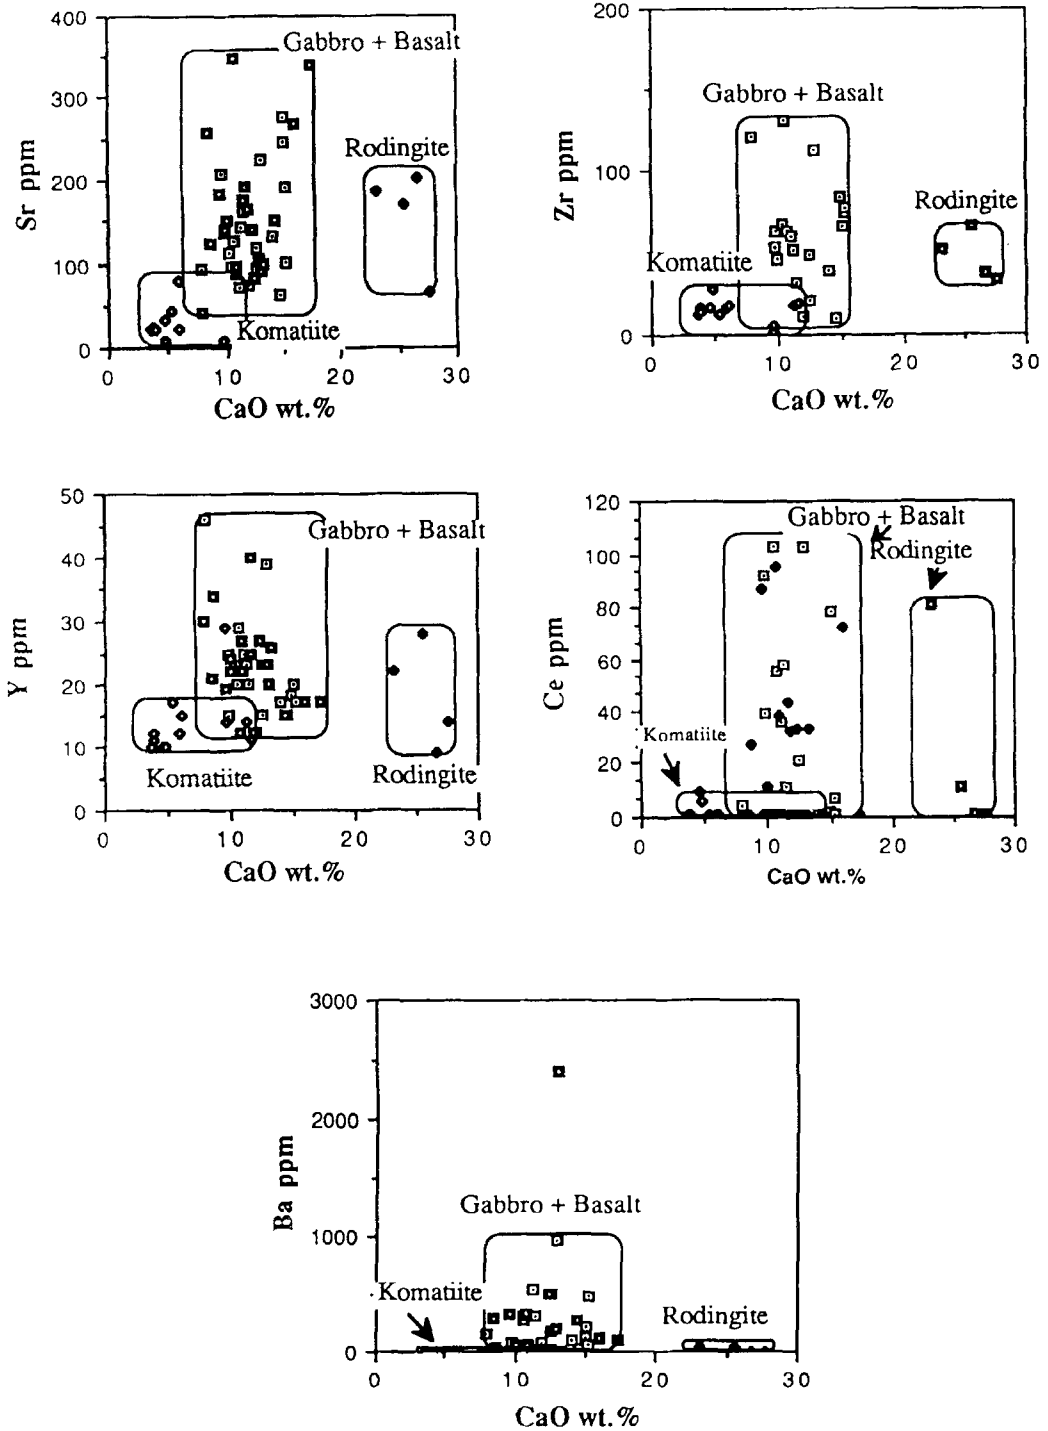 400
300
200
100
0
Sr ppm
Gabbro + Basalt
Rodingite
Komatiite
0 10 20 30
CaO wt.%
200
100
0
Zr ppm
Gabbro + Basalt
Rodingite
Komatiite
0 10 20 30
CaO wt.%
50
40
30
20
10
0
Y ppm
Gabbro + Basalt
Komatiite
Rodingite
0 10 20 30
CaO wt.%
120
100
80
60
40
20
0
Ce ppm
Gabbro + Basalt
Rodingite
Komatiite
0 10 20 30
CaO wt.%
3000
2000
1000
0
Ba ppm
Gabbro + Basalt
Komatiite
Rodingite
0 10 20 30
CaO wt.%